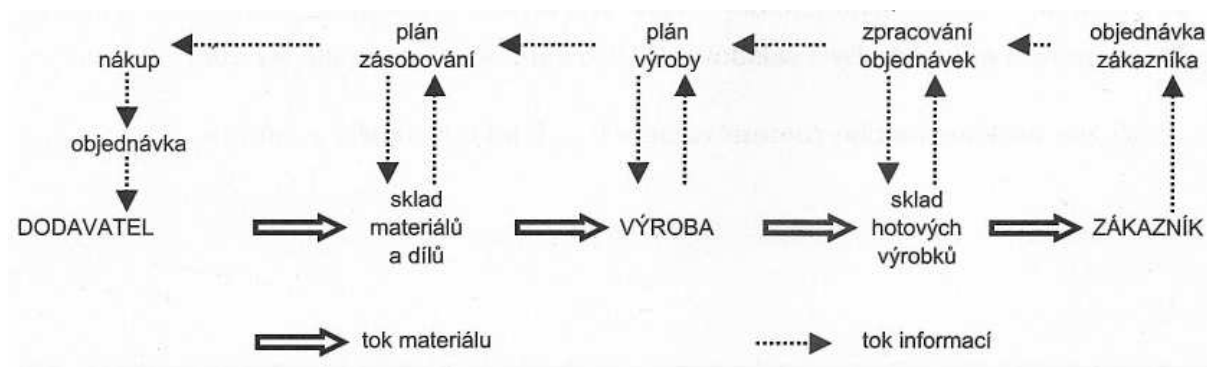 nákup
plán
zásobování
plán
výroby
zpracování
objednávek
objednávka
zákazníka
objednávka
DODAVATEL
sklad
materiálů
a dílů
VÝROBA
sklad
hotových
výrobků
ZÁKAZNÍK
tok materiálu
tok informací